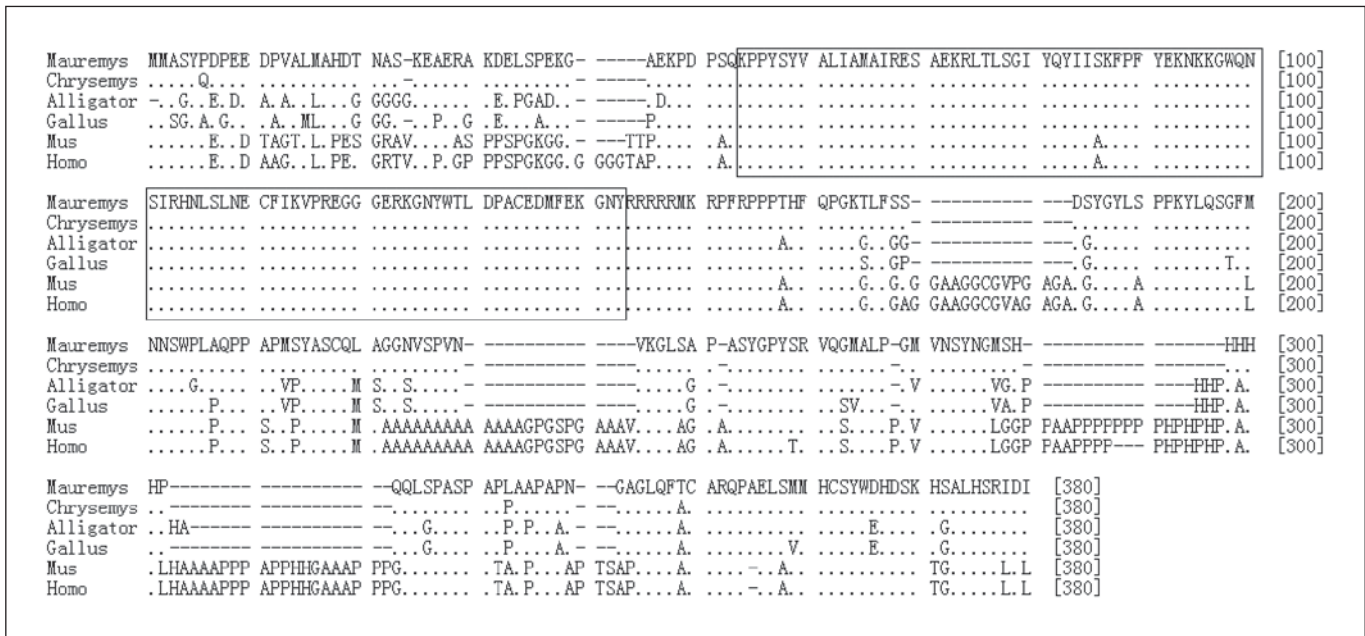 Mauremys MMASYPDPEE DPVALMAHDT NAS-KEAERA KDELSPEKG- -----AEKPD PSQKPPYSYV ALIAMAIRES AEKRLTLSGI YQYIISKFPF YEKNKKGWQN [100]
Chrysemys .....Q.... .......... ...-...... .........- -----..... .......... .......... .......... .......... .......... [100]
Alligator -..G..E.D. A.A..L...G GGGG...... .E.PGAD..- -----.D... .......... .......... .......... .......... .......... [100]
Gallus ..SG.A.G.. .A..ML...G GG.-..P..G .E...A...- -----P.... .......... .......... .......... .......... .......... [100]
Mus .....E..D TAGT.L.PES GRAV....AS PPSPGKGG.- ---TTP.... ..A....... .......... .......... ......A... .......... [100]
Homo .....E..D AAG..L.PE. GRTV..P.GP PPSPGKGG.G GGGTAP.... ..A....... .......... .......... ......A... .......... [100]
Mauremys SIRHNLSLNE CFIKVPREGG GERKGNYWTL DPACEDMFEK GNYRRRRRMK RPFRPPPTHF QPGKTLFSS- ---------- ---DSYGYLS PPKYLQSGFM [200]
Chrysemys .......... .......... .......... .......... .......... .......... .........- ---------- ---....... .......... [200]
Alligator .......... .......... .......... .......... .......... .......A.. ....G..GG- ---------- ---.G..... .......... [200]
Gallus .......... .......... .......... .......... .......... .......... ....S..GP- ---------- ---.G..... ........T. [200]
Mus .......... .......... .......... .......... .......... .......A.. ....G..G.G GAAGGCGVPG AGA.G....A .........L [200]
Homo .......... .......... .......... .......... .......... .......A.. ....G..GAG GAAGGCGVAG AGA.G....A .........L [200]
Mauremys NNSWPLAQPP APMSYASCQL AGGNVSPVN- ---------- ---VKGLSAP P-ASYGPYSR VQGMALP-GM VNSYNGMSH- ---------- -------HHH [300]
Chrysemys .......... .......... .........- ---------- ---....... .-........ .......-.. .........- ---------- -------... [300]
Alligator ....G..... ...VP....M S..S.....- ---------- ---....G . .-........ .......-.V ......VG.P ---------- ----HHP.A. [300]
Gallus ......P... ...VP....M S..S.....- ---------- ---....G . .-........ ...SV..-.. ......VA.P ---------- ----HHP.A. [300]
Mus ......P... S..P.....M .AAAAAAAAA AAAAGPGSPG AAAV....AG .A........ ....S..P.V ......LGGP PAAPPPPPPP PHPHPHP.A. [300]
Homo ......P... S..P.....M .AAAAAAAAA AAAAGPGSPG AAAV....AG .A.....T.. ....S..P.V ......LGGP PAAPPPP--- PHPHPHP.A. [300]
Mauremys HP-------- ---------- ---QQLSPASP APLAAPAPN- --GAGLQFTC ARQPAELSMM HCSYWDHDSK HSALHSRIDI [380]
Chrysemys ..-------- ---------- --........ ..P......- --.....A.. .......... .......... .......... [380]
Alligator ..HA------ ---------- --...G.... ..P.P..A.- --.....A.. .......... ......E... .G........ [380]
Gallus ..-------- ---------- --...G.... ..P....A.- --.....A.. ........V. ......E... .G........ [380]
Mus .LHAAAAPPP APPHHGAAAP PPG....... .TA.P...AP TSAP....A. ....-..A.. .......... TG.....L.L [380]
Homo .LHAAAAPPP APPHHGAAAP PPG....... .TA.P...AP TSAP....A. ....-..A.. .......... TG.....L.L [380]